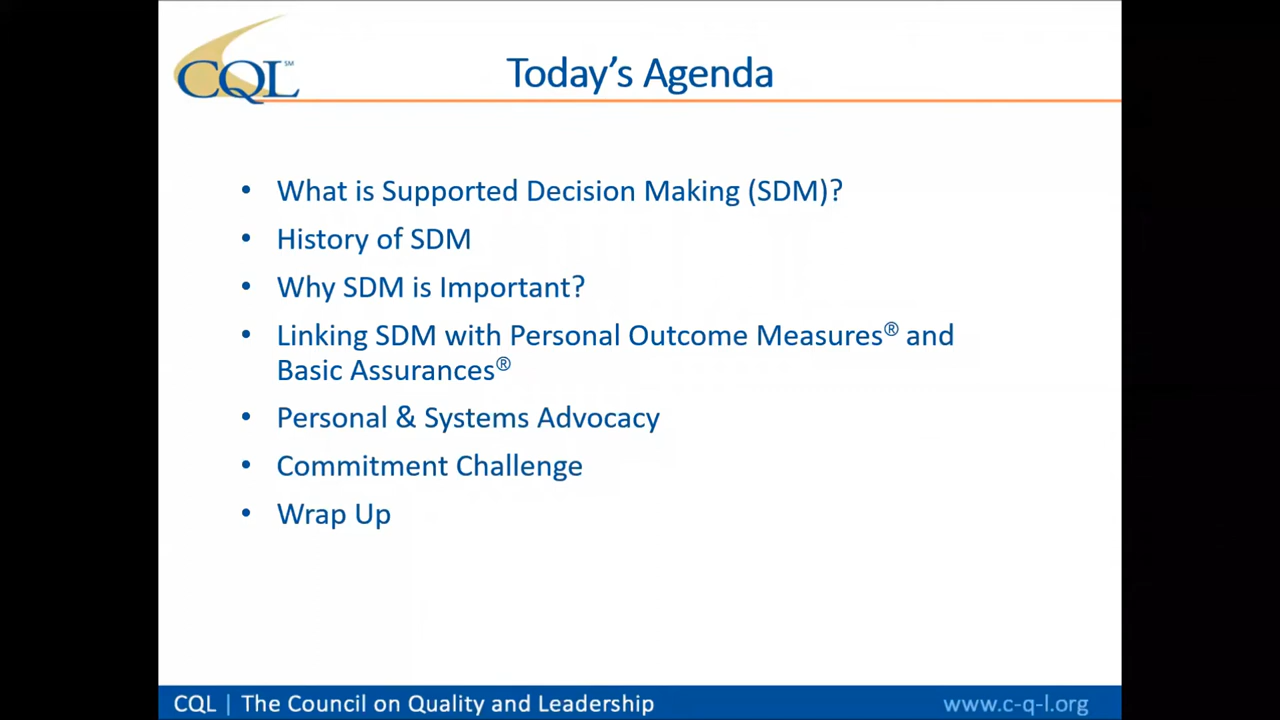 CQL℠
Today's Agenda
• What is Supported Decision Making (SDM)?
• History of SDM
• Why SDM is Important?
• Linking SDM with Personal Outcome Measures® and
Basic Assurances®
• Personal & Systems Advocacy
• Commitment Challenge
• Wrap Up
CQL | The Council on Quality and Leadership
www.c-q-l.org